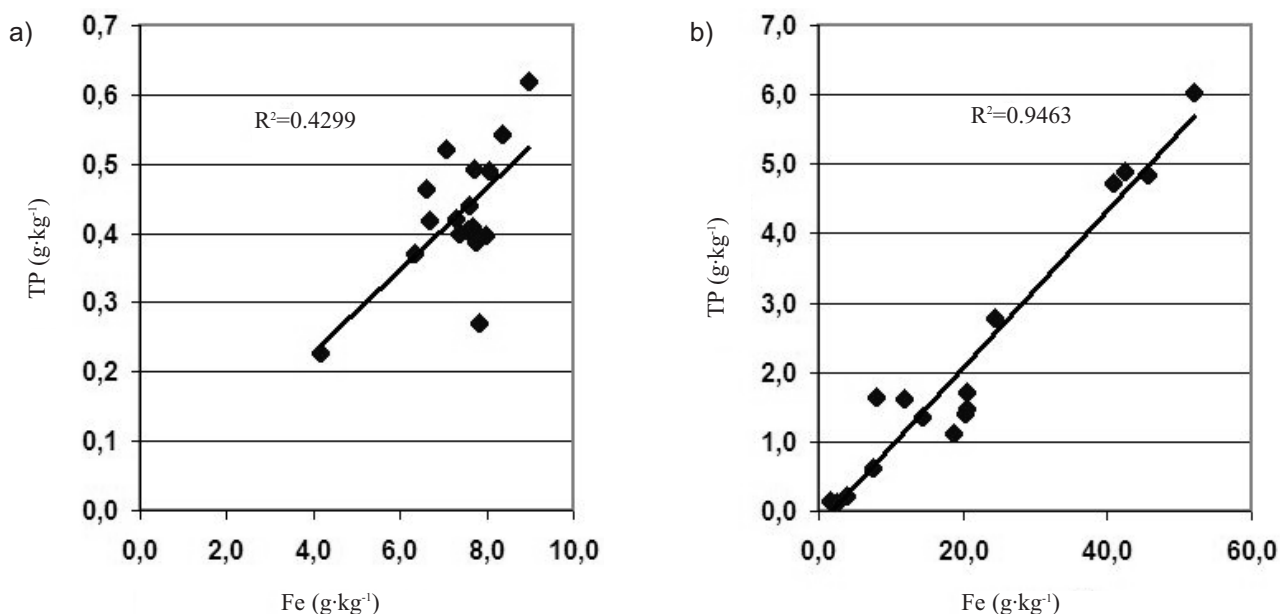 a)
0,7
0,6
0,5
0,4
0,3
0,2
0,1
0,0
R²=0.4299
TP (g·kg⁻¹)
0,0 2,0 4,0 6,0 8,0 10,0
Fe (g·kg⁻¹)
b)
7,0
6,0
5,0
4,0
3,0
2,0
1,0
0,0
R²=0.9463
TP (g·kg⁻¹)
0,0 20,0 40,0 60,0
Fe (g·kg⁻¹)